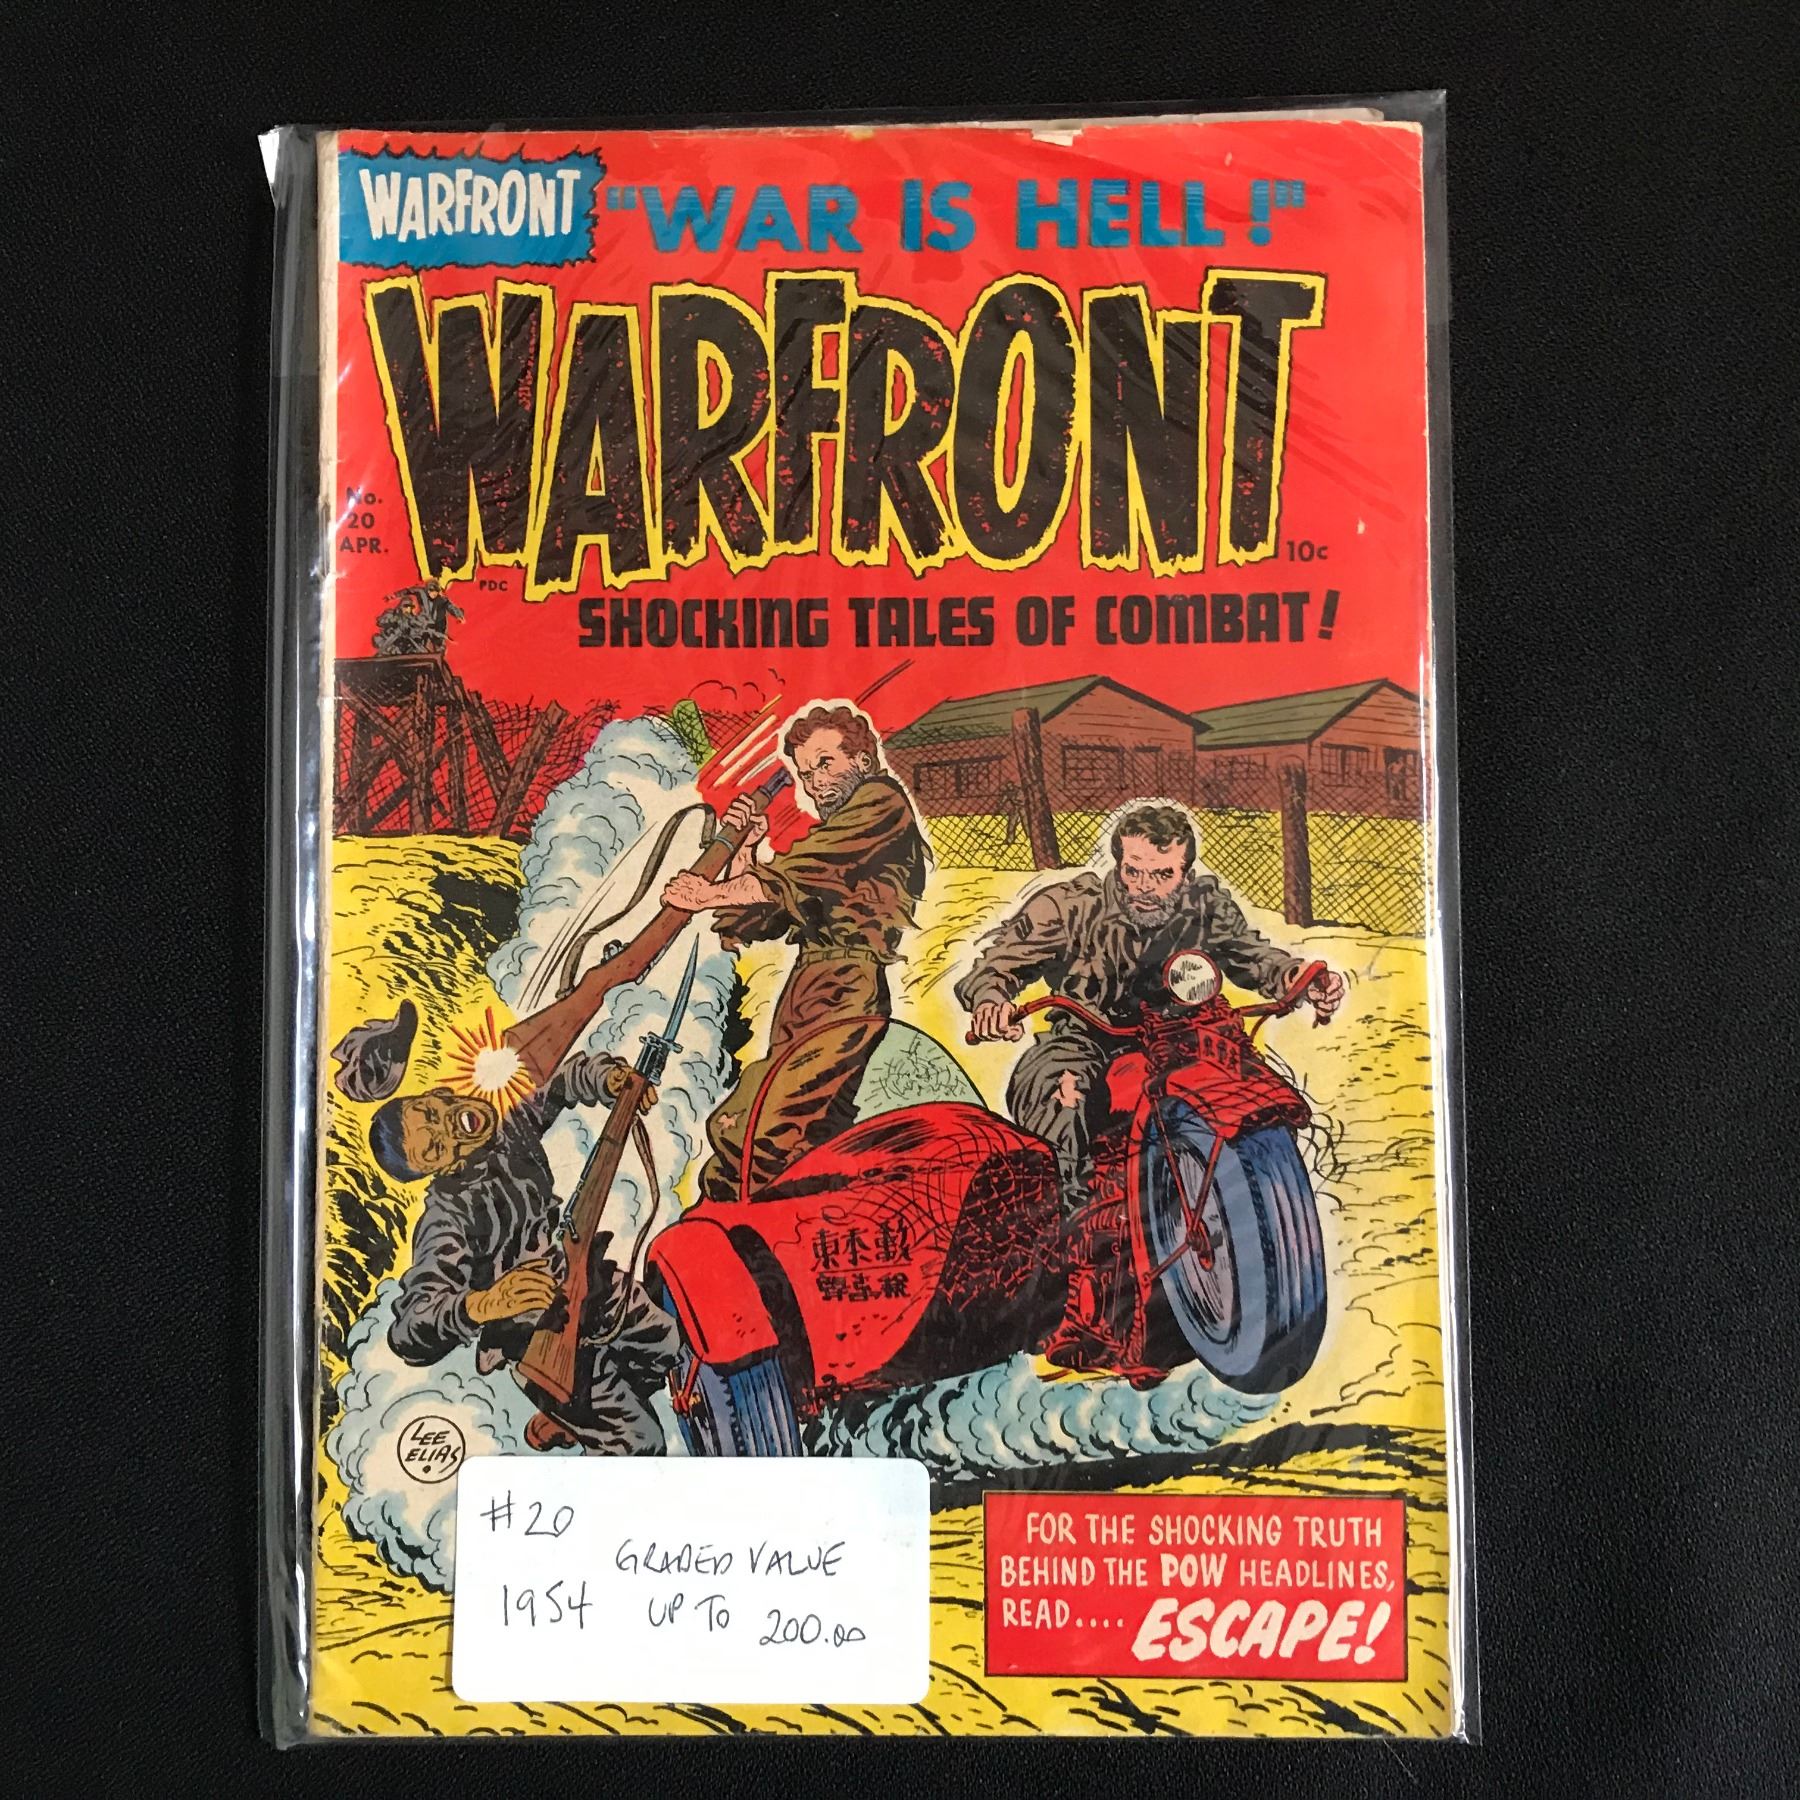 WARFRONT
"WAR IS HELL!"
WARFRONT
No.
20
APR.
10c
PDC
SHOCKING TALES OF COMBAT!
LEE
ELIAS
#20
GRADED VALUE
1954 UP TO 200.00
FOR THE SHOCKING TRUTH
BEHIND THE POW HEADLINES,
READ.... ESCAPE!